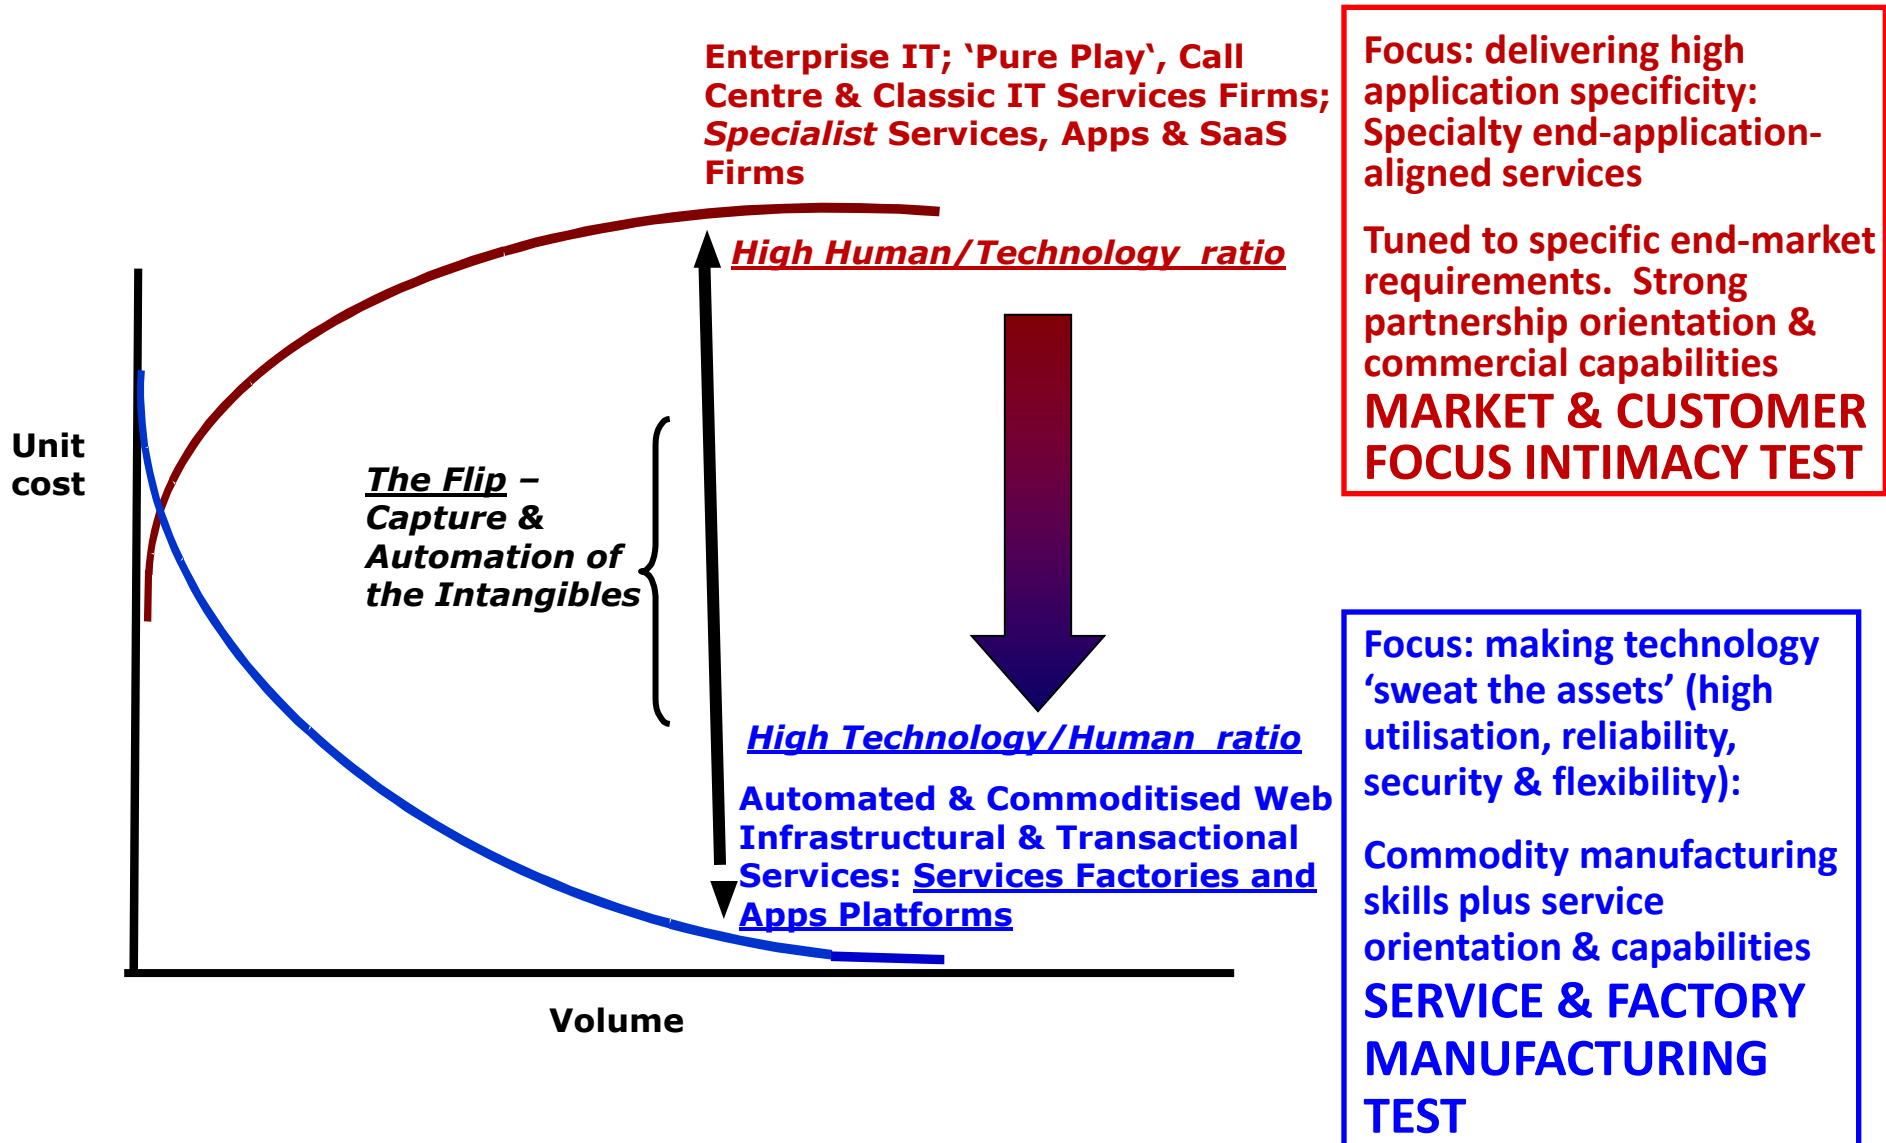 Enterprise IT; ‘Pure Play‘, Call
Centre & Classic IT Services Firms;
Specialist Services, Apps & SaaS
Firms
High Human/Technology ratio
Unit
cost
The Flip –
Capture &
Automation of
the Intangibles
High Technology/Human ratio
Automated & Commoditised Web
Infrastructural & Transactional
Services: Services Factories and
Apps Platforms
Volume
Focus: delivering high
application specificity:
Specialty end-application-
aligned services
Tuned to specific end-market
requirements. Strong
partnership orientation &
commercial capabilities
MARKET & CUSTOMER
FOCUS INTIMACY TEST
Focus: making technology
‘sweat the assets’ (high
utilisation, reliability,
security & flexibility):
Commodity manufacturing
skills plus service
orientation & capabilities
SERVICE & FACTORY
MANUFACTURING
TEST